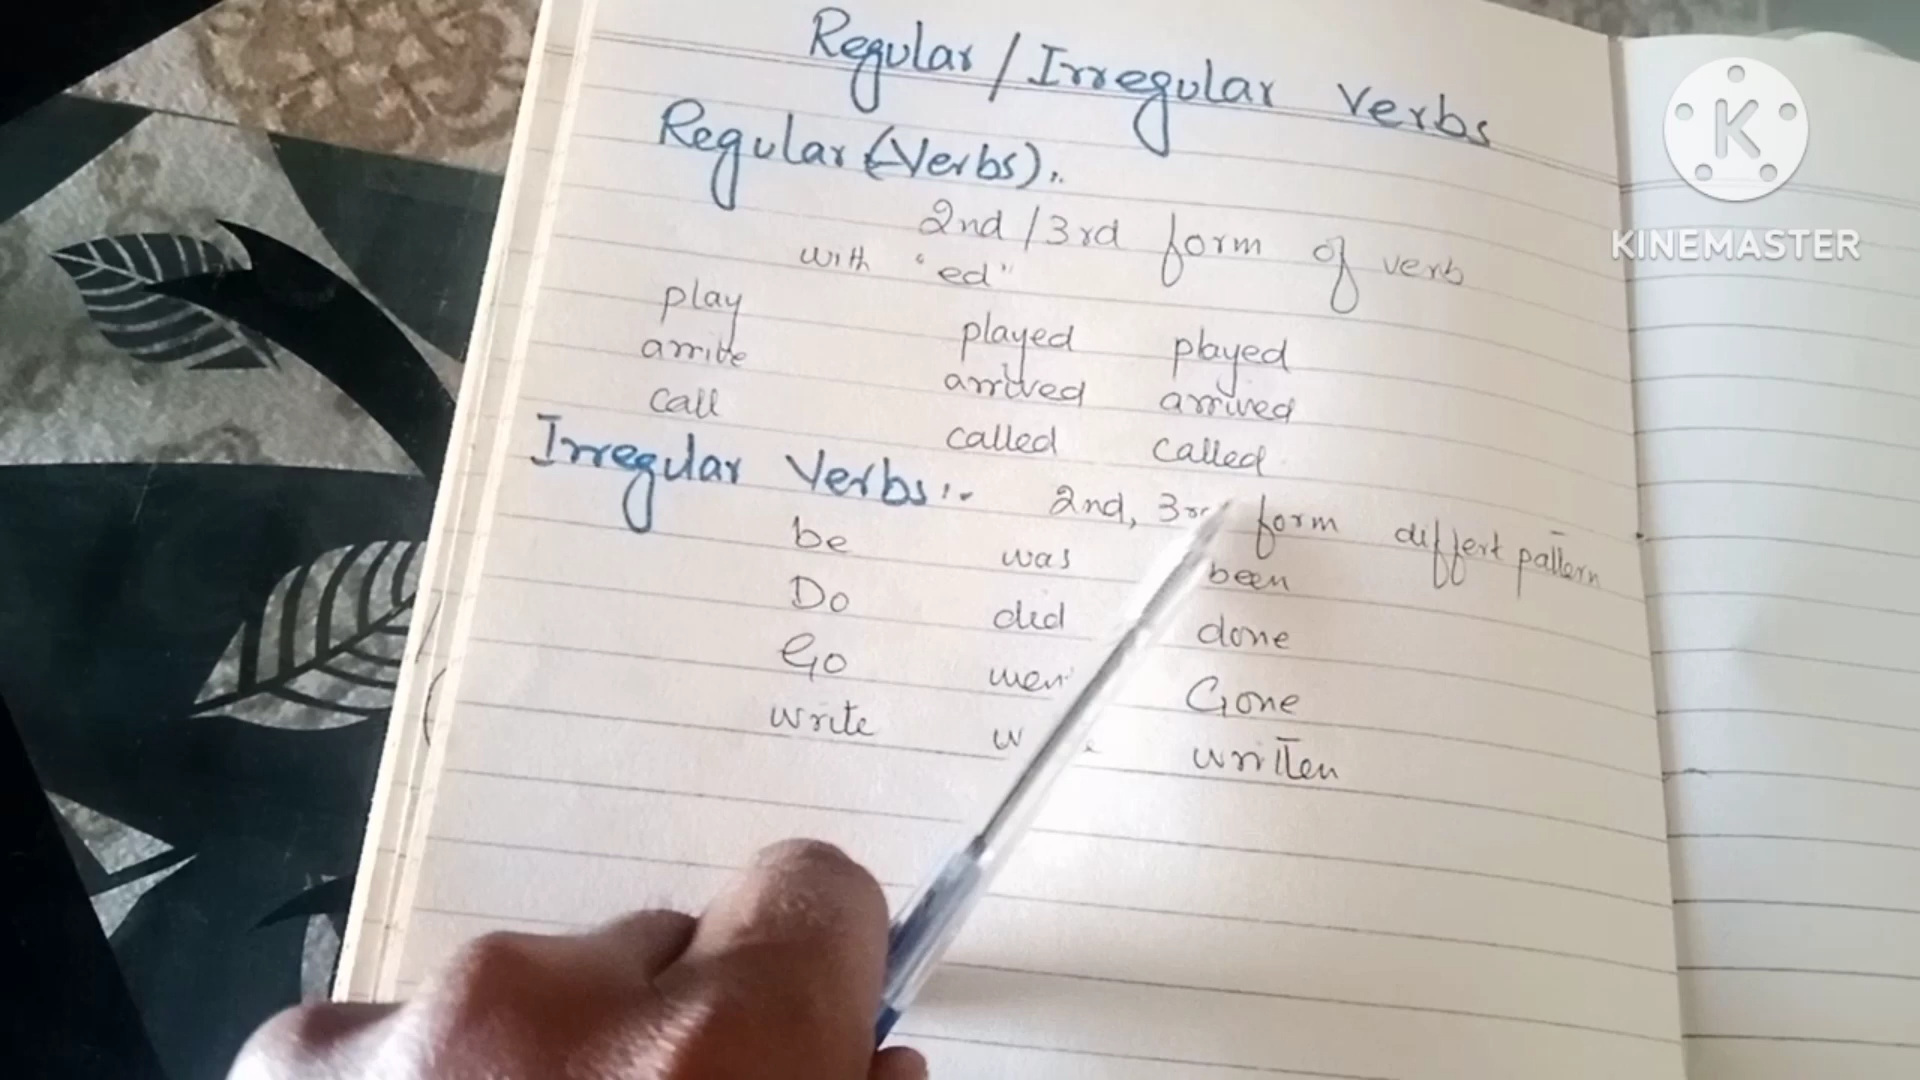 Regular / Irregular Verbs
Regular (Verbs):
2nd / 3rd form of verb
with "ed"
play played played
arrive arrived arrived
call called called
Irregular Verbs:- 2nd, form differt pattern
be was been
Do did done
Go Gone
write written
K
KINEMASTER